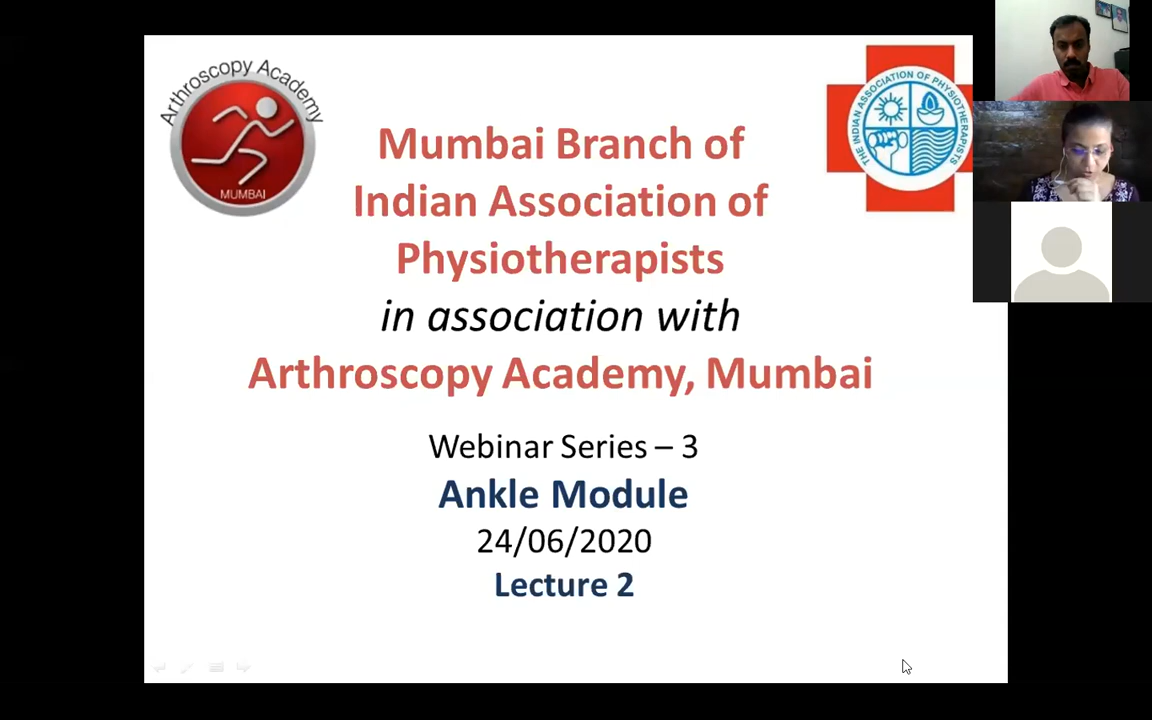 Arthroscopy Academy
MUMBAI
THE INDIAN ASSOCIATION OF PHYSIOTHERAPISTS
Mumbai Branch of
Indian Association of
Physiotherapists
in association with
Arthroscopy Academy, Mumbai
Webinar Series – 3
Ankle Module
24/06/2020
Lecture 2